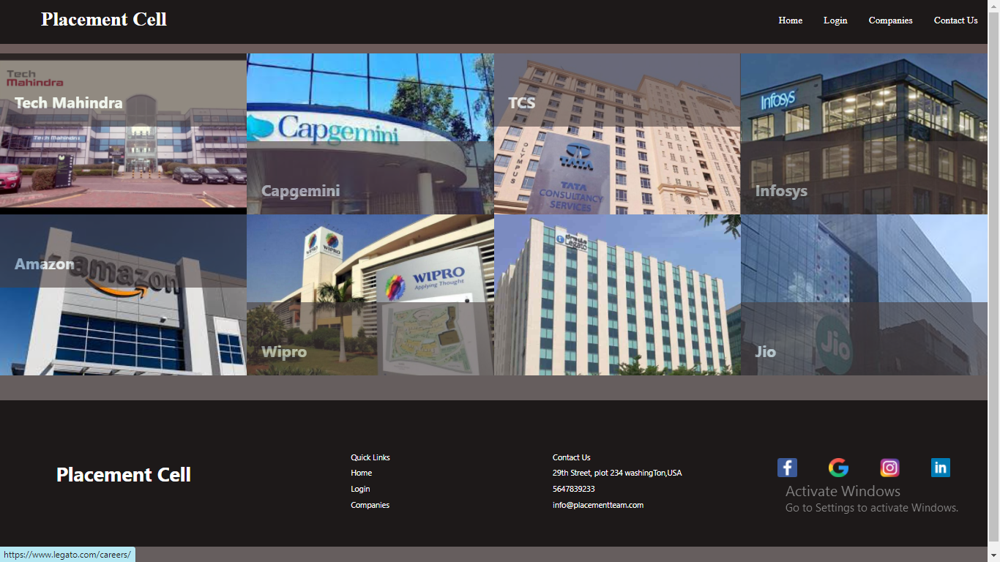 Placement Cell
Home Login Companies Contact Us
Tech
Mahindra
Tech Mahindra
Tech Mahindra
Capgemini
Capgemini
TCS
OLYMPUS
TATA
TATA
CONSULTANCY
SERVICES
Infosys
Infosys
Amazon
amazon
WIPRO WIPRO
WIPRO
Applying Thought
Wipro
Legato
Jio
Jio
Placement Cell
Quick Links
Home
Login
Companies
Contact Us
29th Street, plot 234 washingTon,USA
5647839233
info@placementteam.com
f
G
in
Activate Windows
Go to Settings to activate Windows.
https://www.legato.com/careers/